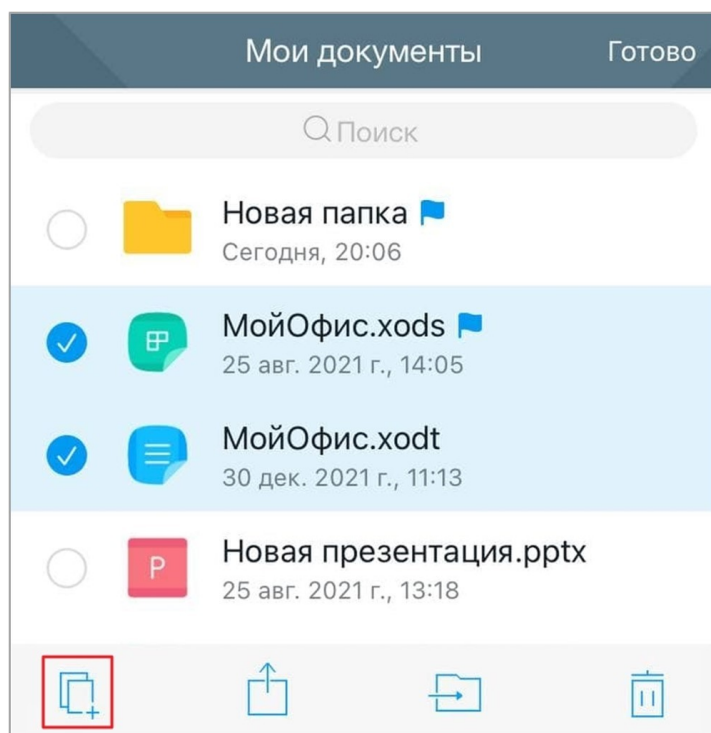 Мои документы Готово
Поиск
Новая папка
Сегодня, 20:06
МойОфис.xods
25 авг. 2021 г., 14:05
МойОфис.xodt
30 дек. 2021 г., 11:13
P
Новая презентация.pptx
25 авг. 2021 г., 13:18